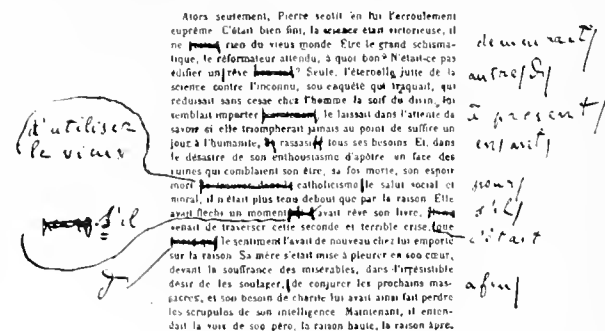 Alors seulement, Pierre sentit en lui l'écroulement
suprême C'était bien fini, la science était victorieuse, il
ne rien du vieux monde. Être le grand schisma-
tique, le réformateur attendu, à quoi bon? N'était-ce pas
édifier un rêve ? Seule, l'éternelle lutte de la
science contre l'inconnu, son enquête qui traquait, qui
réduisait sans cesse chez l'homme la soif du divin, lui
semblait importer le laissait dans l'attente de
savoir si elle triompherait jamais au point de suffire un
jour à l'humanité, rassasi tous ses besoins Et, dans
le désastre de son enthousiasme d'apôtre en face des
ruines qui comblaient son être, sa foi morte, son espoir
mort catholicisme le salut social et
moral, il n'était plus tenu debout que par la raison Elle
avait fléchi un moment avait rêvé son livre,
venait de traverser cette seconde et terrible crise, que
le sentiment l'avait de nouveau chez lui emporté
sur la raison. Sa mère s'était mise à pleurer en son cœur,
devant la souffrance des misérables, dans l'irrésistible
désir de les soulager, de conjurer les prochains mas-
sacres, et son besoin de charité lui avait ainsi fait perdre
les scrupules de son intelligence Maintenant, il enten-
dait la voix de son père, la raison haute, la raison âpre,
d'utiliser
le vieux
s'il
demeurait
autres
à présent
pour
s'il
c'était
afin